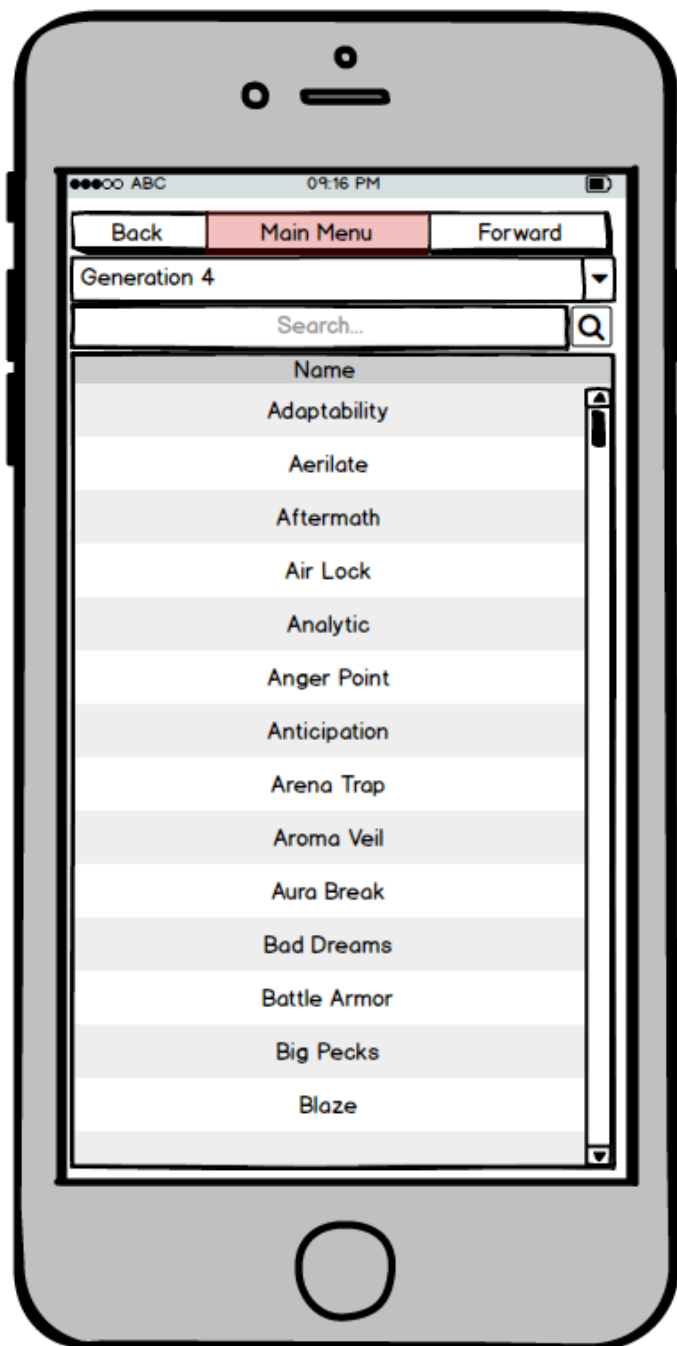 ABC 09:16 PM
Back Main Menu Forward
Generation 4
Search...
Name
Adaptability
Aerilate
Aftermath
Air Lock
Analytic
Anger Point
Anticipation
Arena Trap
Aroma Veil
Aura Break
Bad Dreams
Battle Armor
Big Pecks
Blaze